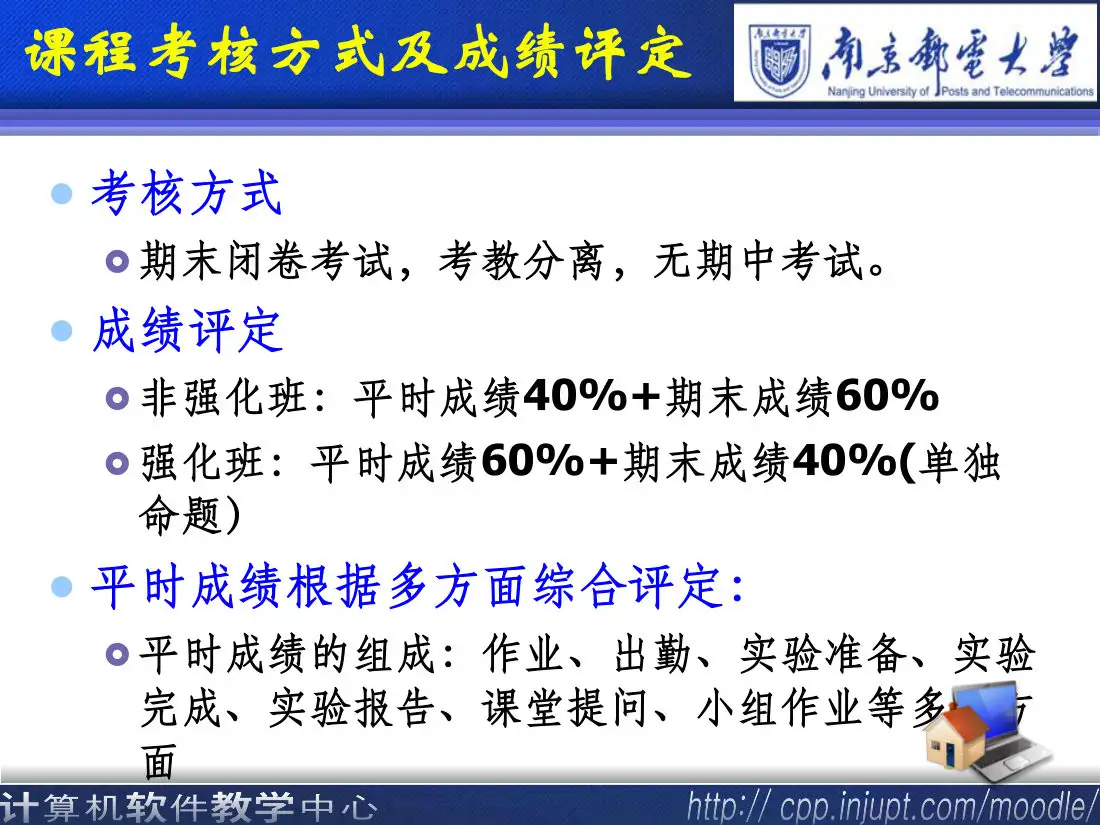 课程考核方式及成绩评定
南京邮电大学
Nanjing University of Posts and Telecommunications
考核方式
期末闭卷考试，考教分离，无期中考试。
成绩评定
非强化班：平时成绩40%+期末成绩60%
强化班：平时成绩60%+期末成绩40%(单独
命题）
平时成绩根据多方面综合评定：
平时成绩的组成：作业、出勤、实验准备、实验
完成、实验报告、课堂提问、小组作业等多 方
面
计算机软件教学中心
http:// cpp.injupt.com/moodle/